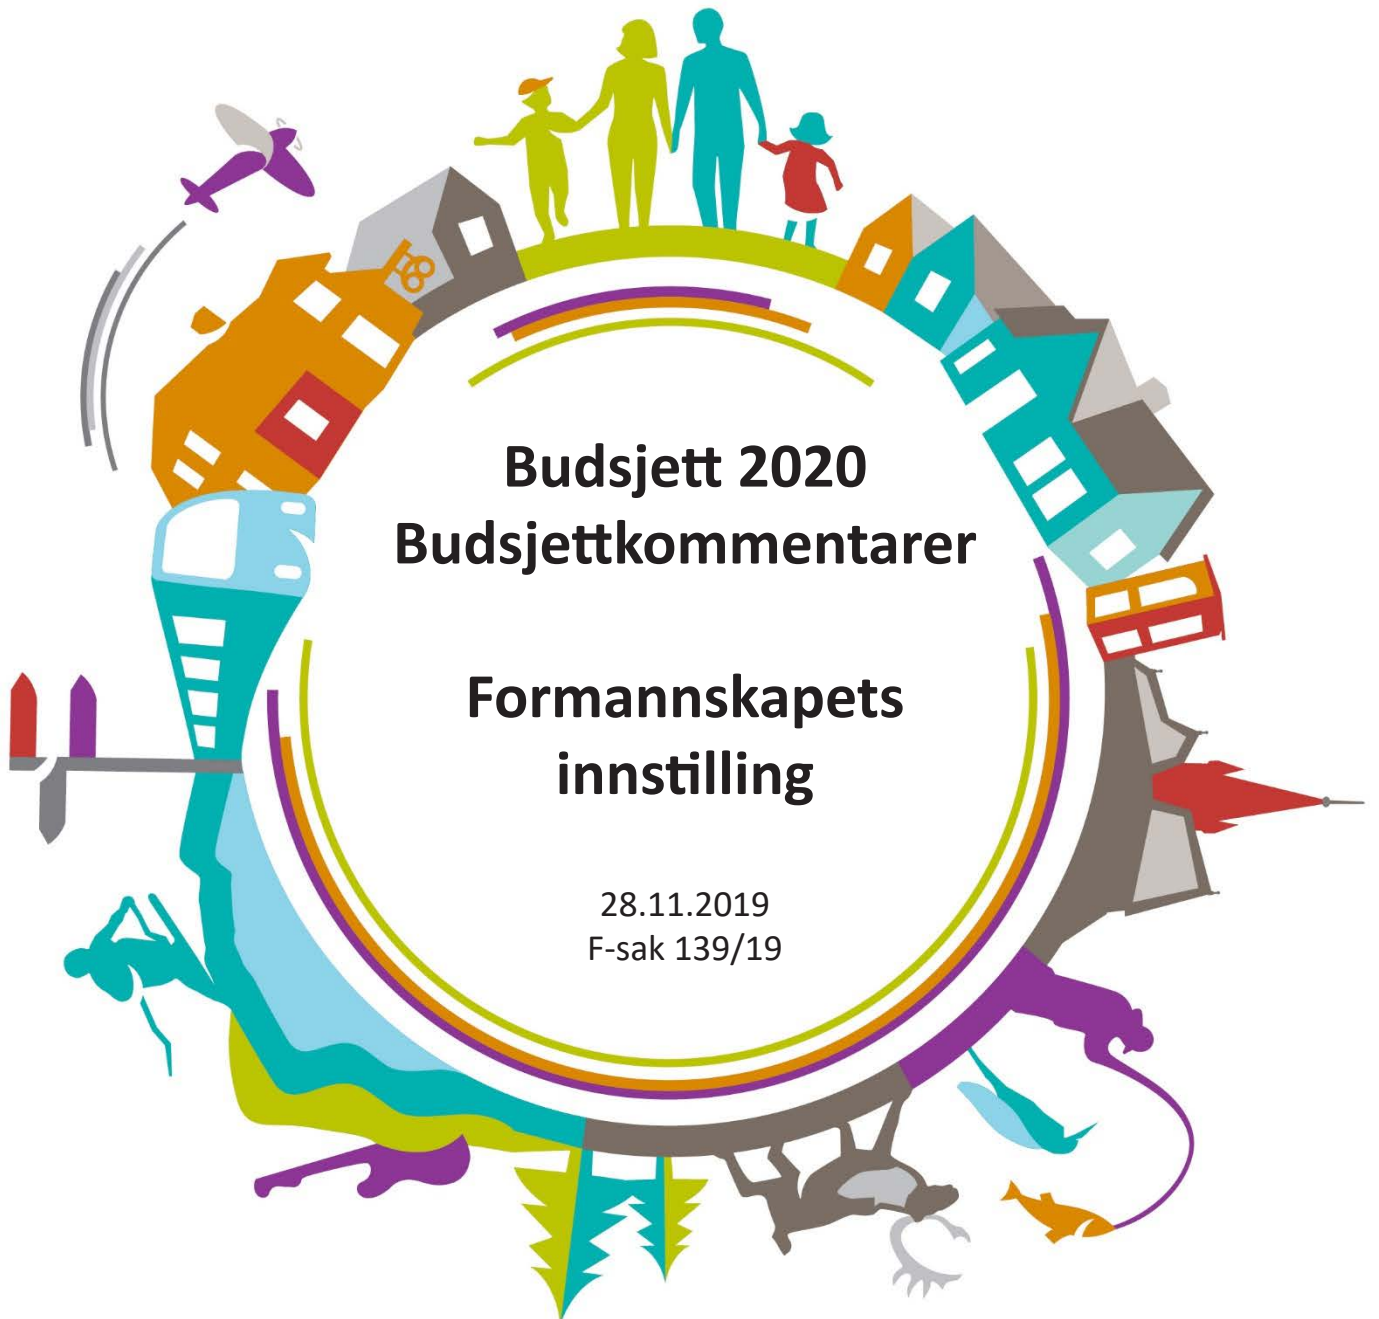 Budsjett 2020
Budsjettkommentarer
Formannskapets
innstilling
28.11.2019
F-sak 139/19